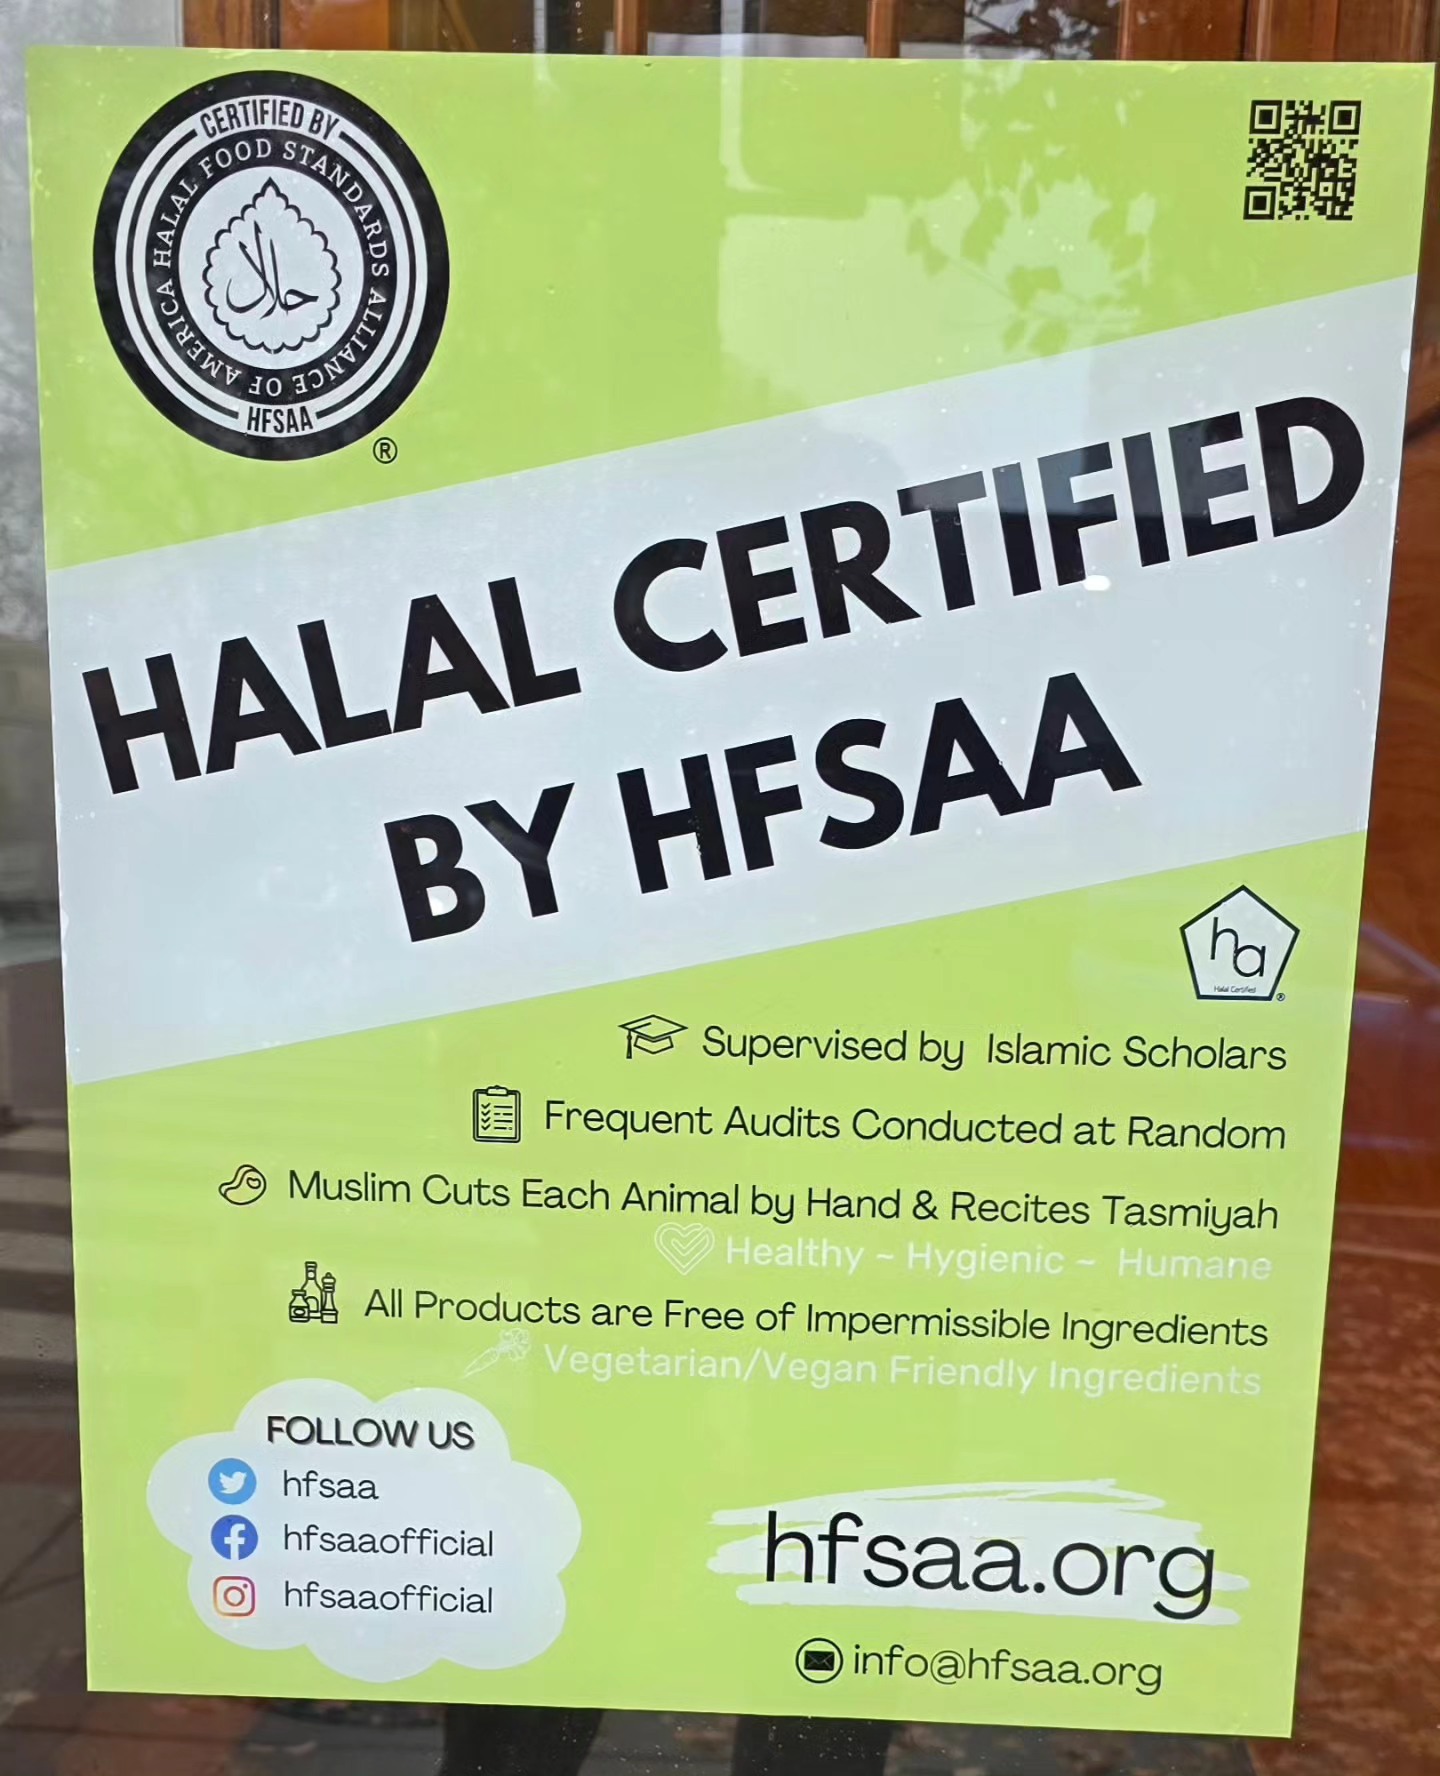 CERTIFIED BY
HALAL FOOD STANDARDS ALLIANCE OF AMERICA
حلال
HFSAA
®
HALAL CERTIFIED
BY HFSAA
ha
Halal Certified
®
Supervised by Islamic Scholars
Frequent Audits Conducted at Random
Muslim Cuts Each Animal by Hand & Recites Tasmiyah
Healthy ~ Hygienic ~ Humane
All Products are Free of Impermissible Ingredients
Vegetarian/Vegan Friendly Ingredients
FOLLOW US
hfsaa
hfsaaofficial
hfsaaofficial
hfsaa.org
info@hfsaa.org